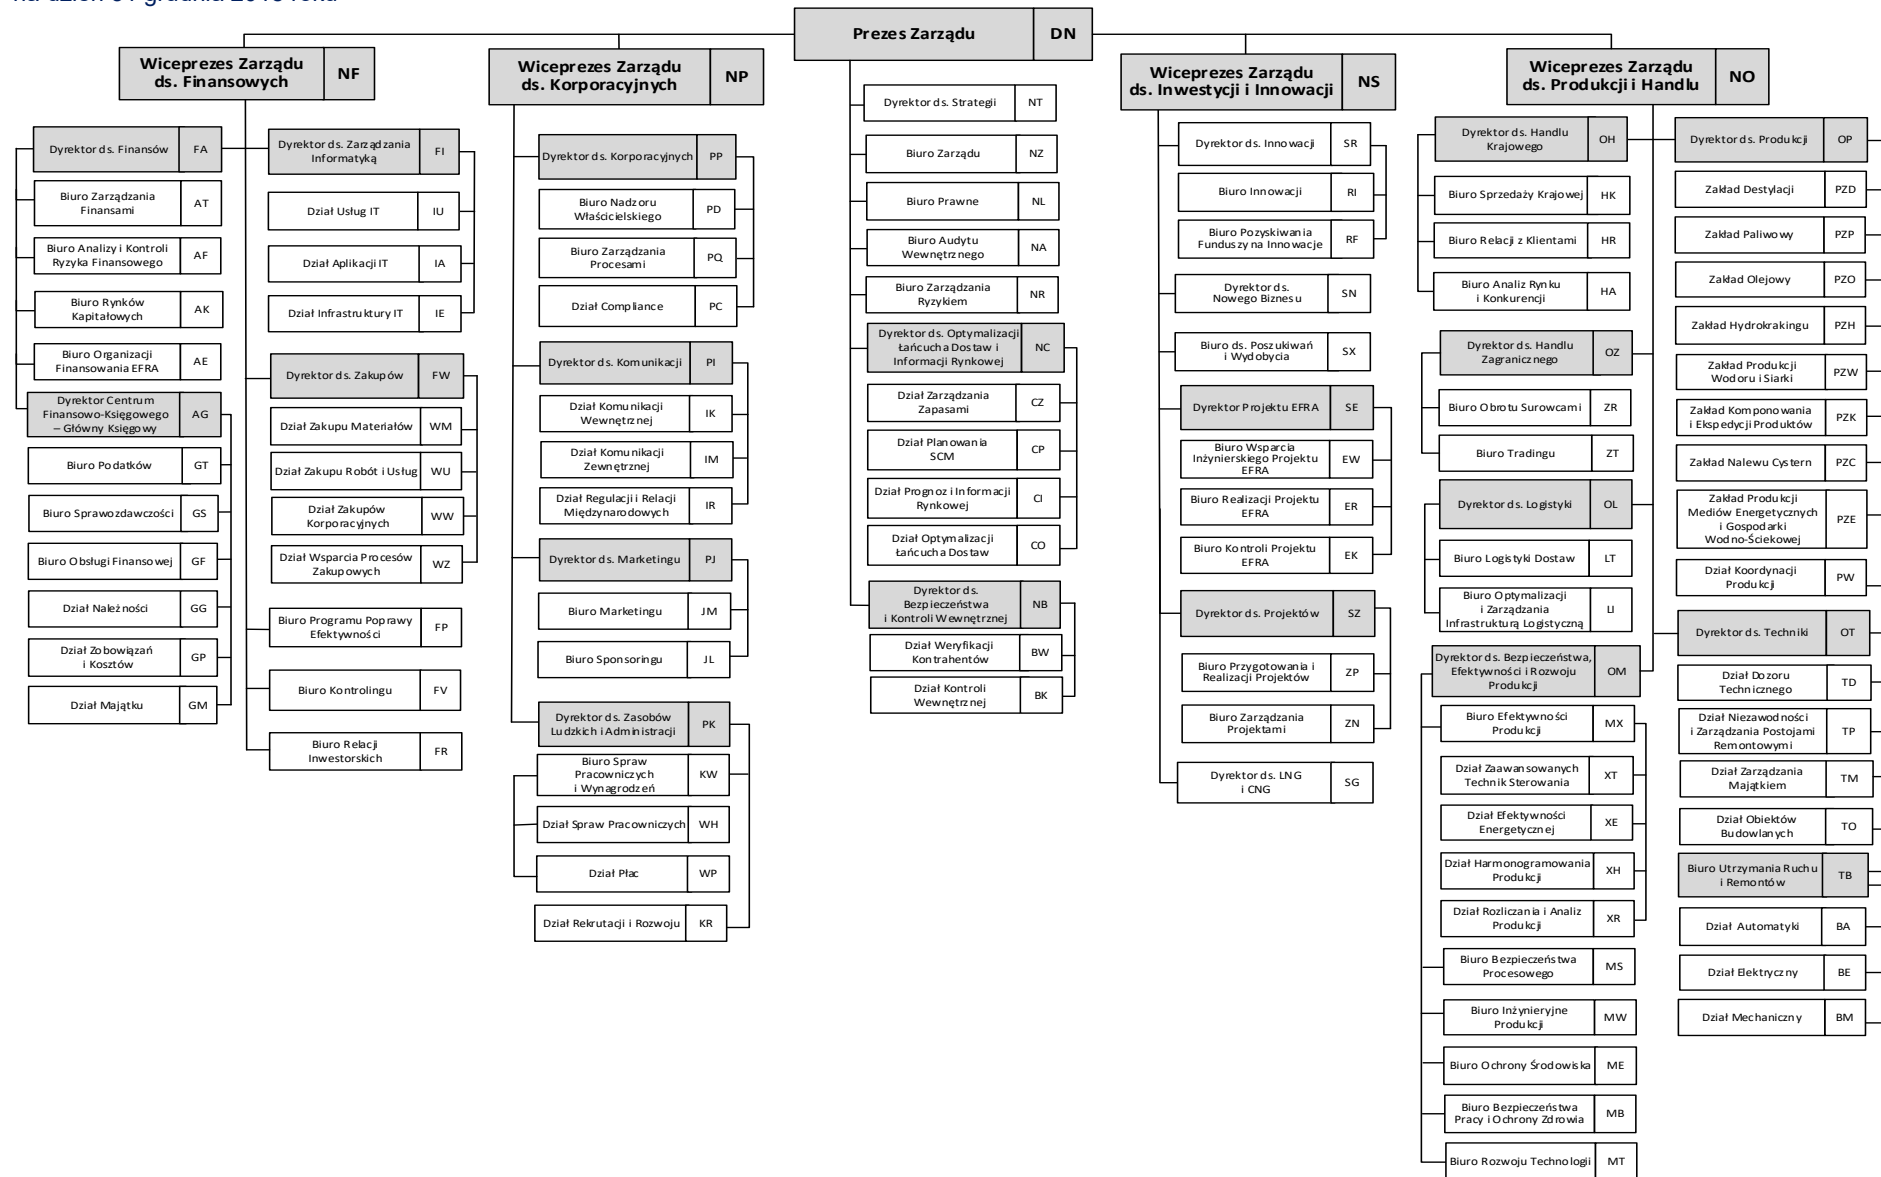 Prezes Zarządu DN
Wiceprezes Zarządu
ds. Finansowych
NF
Dyrektor ds. Finansów FA
Biuro Zarządzania
Finansami
AT
Biuro Analizy i Kontroli
Ryzyka Finansowego
AF
Biuro Rynków
Kapitałowych
AK
Biuro Organizacji
Finansowania EFRA
AE
Dyrektor Centrum
Finansowo-Księgowego
– Główny Księgowy
AG
Biuro Podatków GT
Biuro Sprawozdawczości GS
Biuro Obsługi Finansowej GF
Dział Należności GG
Dział Zobowiązań
i Kosztów
GP
Dział Majątku GM
Dyrektor ds. Zarządzania
Informatyką
FI
Dział Usług IT IU
Dział Aplikacji IT IA
Dział Infrastruktury IT IE
Dyrektor ds. Zakupów FW
Dział Zakupu Materiałów WM
Dział Zakupu Robót i Usług WU
Dział Zakupów
Korporacyjnych
WW
Dział Wsparcia Procesów
Zakupowych
WZ
Biuro Programu Poprawy
Efektywności
FP
Biuro Kontrolingu FV
Biuro Relacji
Inwestorskich
FR
Wiceprezes Zarządu
ds. Korporacyjnych
NP
Dyrektor ds. Korporacyjnych PP
Biuro Nadzoru
Właścicielskiego
PD
Biuro Zarządzania
Procesami
PQ
Dział Compliance PC
Dyrektor ds. Komunikacji PI
Dział Komunikacji
Wewnętrznej
IK
Dział Komunikacji
Zewnętrznej
IM
Dział Regulacji i Relacji
Międzynarodowych
IR
Dyrektor ds. Marketingu PJ
Biuro Marketingu JM
Biuro Sponsoringu JL
Dyrektor ds. Zasobów
Ludzkich i Administracji
PK
Biuro Spraw
Pracowniczych
i Wynagrodzeń
KW
Dział Spraw Pracowniczych WH
Dział Płac WP
Dział Rekrutacji i Rozwoju KR
Dyrektor ds. Strategii NT
Biuro Zarządu NZ
Biuro Prawne NL
Biuro Audytu
Wewnętrznego
NA
Biuro Zarządzania
Ryzykiem
NR
Dyrektor ds. Optymalizacji
Łańcucha Dostaw i
Informacji Rynkowej
NC
Dział Zarządzania
Zapasami
CZ
Dział Planowania
SCM
CP
Dział Prognoz i Informacji
Rynkowej
CI
Dział Optymalizacji
Łańcucha Dostaw
CO
Dyrektor ds.
Bezpieczeństwa
i Kontroli Wewnętrznej
NB
Dział Weryfikacji
Kontrahentów
BW
Dział Kontroli
Wewnętrznej
BK
Wiceprezes Zarządu
ds. Inwestycji i Innowacji
NS
Dyrektor ds. Innowacji SR
Biuro Innowacji RI
Biuro Pozyskiwania
Funduszy na Innowacje
RF
Dyrektor ds.
Nowego Biznesu
SN
Biuro ds. Poszukiwań
i Wydobycia
SX
Dyrektor Projektu EFRA SE
Biuro Wsparcia
Inżynierskiego Projektu
EFRA
EW
Biuro Realizacji Projektu
EFRA
ER
Biuro Kontroli Projektu
EFRA
EK
Dyrektor ds. Projektów SZ
Biuro Przygotowania i
Realizacji Projektów
ZP
Biuro Zarządzania
Projektami
ZN
Dyrektor ds. LNG
i CNG
SG
Wiceprezes Zarządu
ds. Produkcji i Handlu
NO
Dyrektor ds. Handlu
Krajowego
OH
Biuro Sprzedaży Krajowej HK
Biuro Relacji z Klientami HR
Biuro Analiz Rynku
i Konkurencji
HA
Dyrektor ds. Handlu
Zagranicznego
OZ
Biuro Obrotu Surowcami ZR
Biuro Tradingu ZT
Dyrektor ds. Logistyki OL
Biuro Logistyki Dostaw LT
Biuro Optymalizacji
i Zarządzania
Infrastrukturą Logistyczną
LI
Dyrektor ds. Bezpieczeństwa,
Efektywności i Rozwoju
Produkcji
OM
Biuro Efektywności
Produkcji
MX
Dział Zaawansowanych
Technik Sterowania
XT
Dział Efektywności
Energetycznej
XE
Dział Harmonogramowania
Produkcji
XH
Dział Rozliczania i Analiz
Produkcji
XR
Biuro Bezpieczeństwa
Procesowego
MS
Biuro Inżynieryjne
Produkcji
MW
Biuro Ochrony Środowiska ME
Biuro Bezpieczeństwa
Pracy i Ochrony Zdrowia
MB
Biuro Rozwoju Technologii MT
Dyrektor ds. Produkcji OP
Zakład Destylacji PZD
Zakład Paliwowy PZP
Zakład Olejowy PZO
Zakład Hydrokrakingu PZH
Zakład Produkcji
Wodoru i Siarki
PZW
Zakład Komponowania
i Ekspedycji Produktów
PZK
Zakład Nalewu Cystern PZC
Zakład Produkcji
Mediów Energetycznych
i Gospodarki
Wodno-Ściekowej
PZE
Dział Koordynacji
Produkcji
PW
Dyrektor ds. Techniki OT
Dział Dozoru
Technicznego
TD
Dział Niezawodności
i Zarządzania Postojami
Remontowymi
TP
Dział Zarządzania
Majątkiem
TM
Dział Obiektów
Budowlanych
TO
Biuro Utrzymania Ruchu
i Remontów
TB
Dział Automatyki BA
Dział Elektryczny BE
Dział Mechaniczny BM